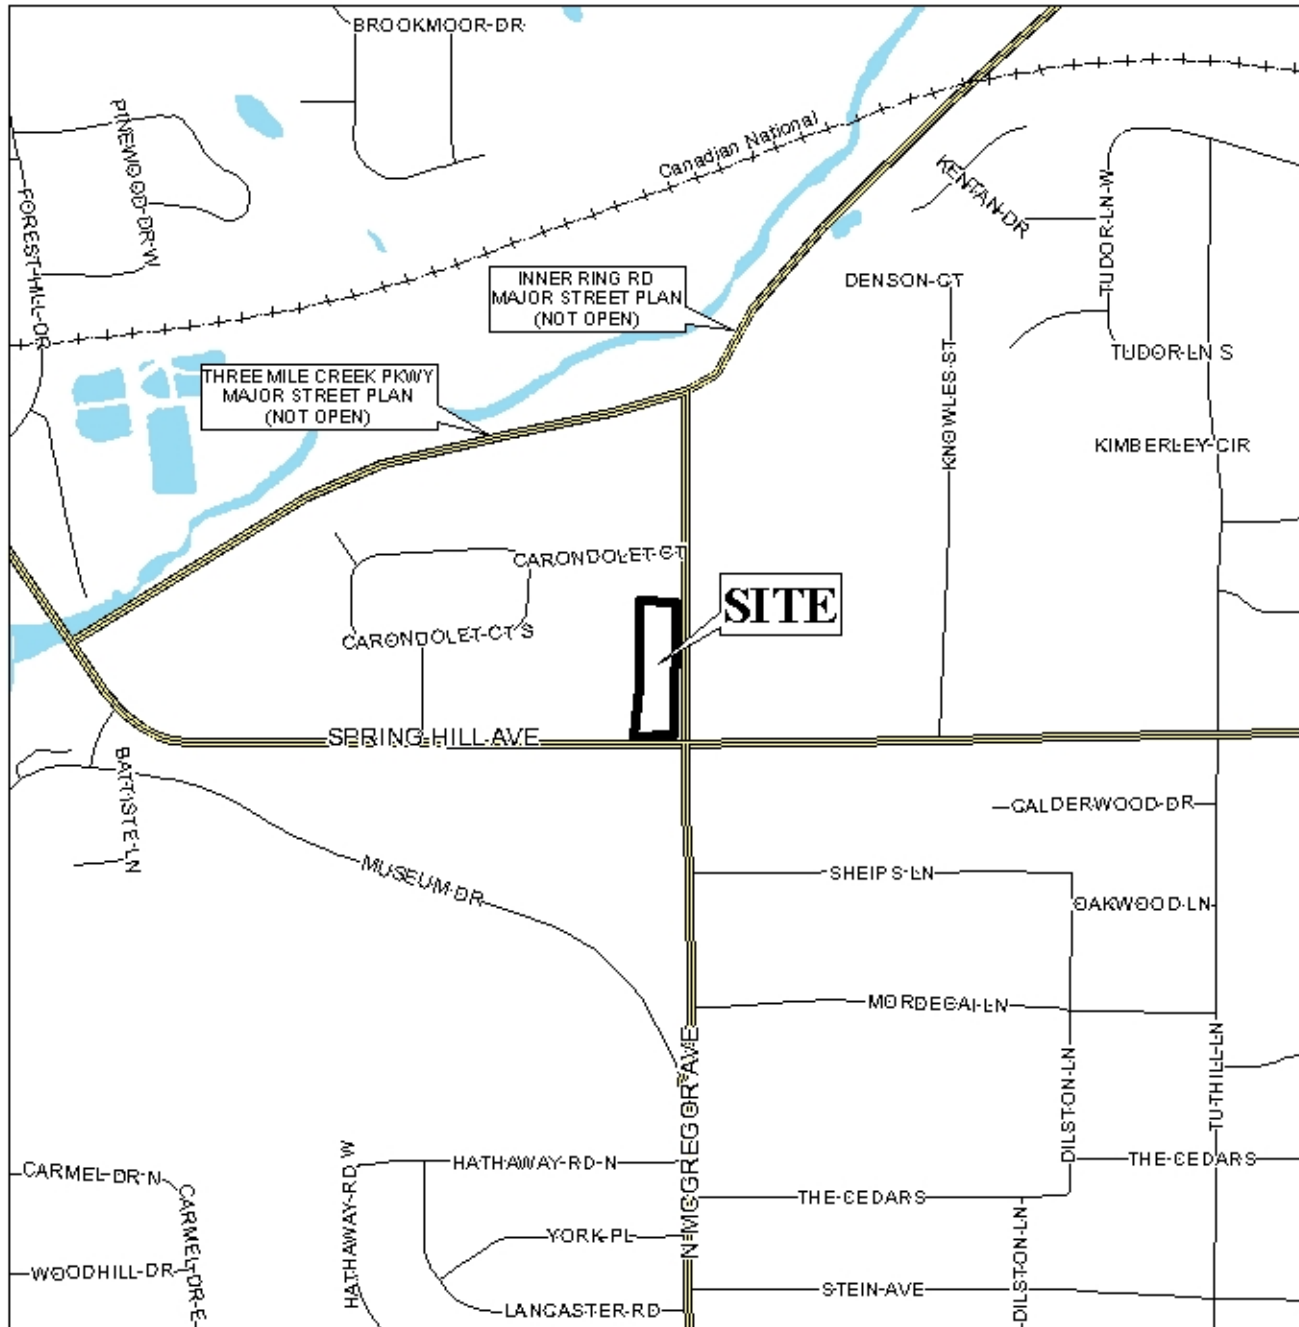 BROOKMOOR-DR
PINEWOOD-DR W
Canadian National
KENTAN-DR
TUDOR-LN-W
FOREST-HILL-DR
INNER RING RD
MAJOR STREET PLAN
(NOT OPEN)
DENSON-CT
TUDOR-LN S
THREE MILE CREEK PKWY
MAJOR STREET PLAN
(NOT OPEN)
KNOWLES-ST
KIMBERLEY-CIR
CARONDOLET-CT
SITE
CARONDOLET-CT S
SPRING HILL AVE
BATTISTE-LN
GALDERWOOD-DR
MUSEUM-DR
SHEIPS-LN
OAKWOOD-LN
MORDECAI-LN
N-MCGREGOR AVE
DILSTON-LN
TUTHILL-LN
HATHAWAY-RD W
HATHAWAY-RD-N
THE-CEDARS
CARMEL-DR N
CARMEL-DR-E
THE-CEDARS
YORK-PL
DILSTON-LN
WOODHILL-DR
STEIN-AVE
LANCASTER-RD